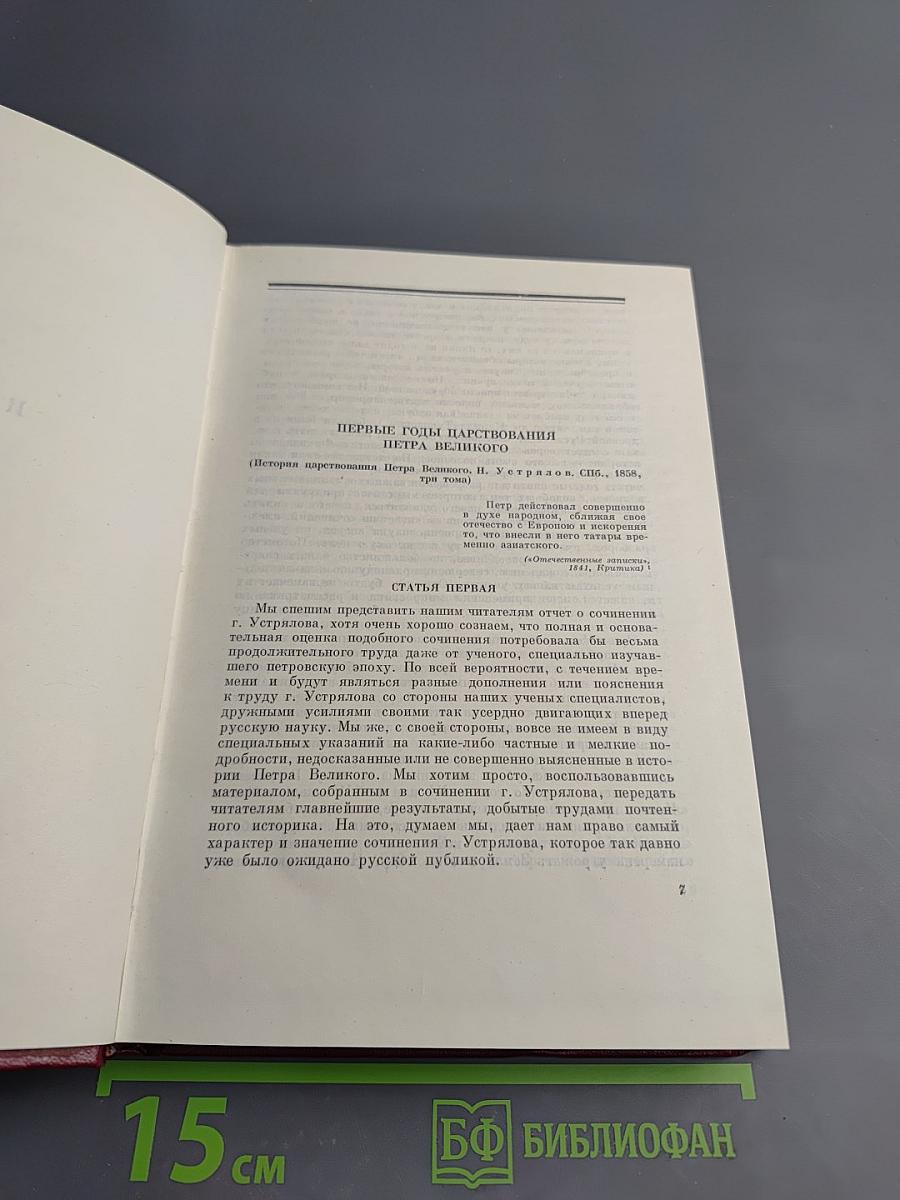 ПЕРВЫЕ ГОДЫ ЦАРСТВОВАНИЯ
ПЕТРА ВЕЛИКОГО
(История царствования Петра Великого. Н. Устрялов. СПб., 1858,
три тома)
Петр действовал совершенно
в духе народном, сближая свое
отечество с Европою и искореняя
то, что внесли в него татары вре-
менно азиатского.
(«Отечественные записки»,
1841, Критика) 1
СТАТЬЯ ПЕРВАЯ
Мы спешим представить нашим читателям отчет о сочинении
г. Устрялова, хотя очень хорошо сознаем, что полная и основа-
тельная оценка подобного сочинения потребовала бы весьма
продолжительного труда даже от ученого, специально изучав-
шего петровскую эпоху. По всей вероятности, с течением вре-
мени и будут являться разные дополнения или пояснения
к труду г. Устрялова со стороны наших ученых специалистов,
дружными усилиями своими так усердно двигающих вперед
русскую науку. Мы же, с своей стороны, вовсе не имеем в виду
специальных указаний на какие-либо частные и мелкие по-
дробности, недосказанные или не совершенно выясненные в исто-
рии Петра Великого. Мы хотим просто, воспользовавшись
материалом, собранным в сочинении г. Устрялова, передать
читателям главнейшие результаты, добытые трудами почтен-
ного историка. На это, думаем мы, дает нам право самый
характер и значение сочинения г. Устрялова, которое так давно
уже было ожидано русской публикой.
7
15 см
БФ БИБЛИОФАН